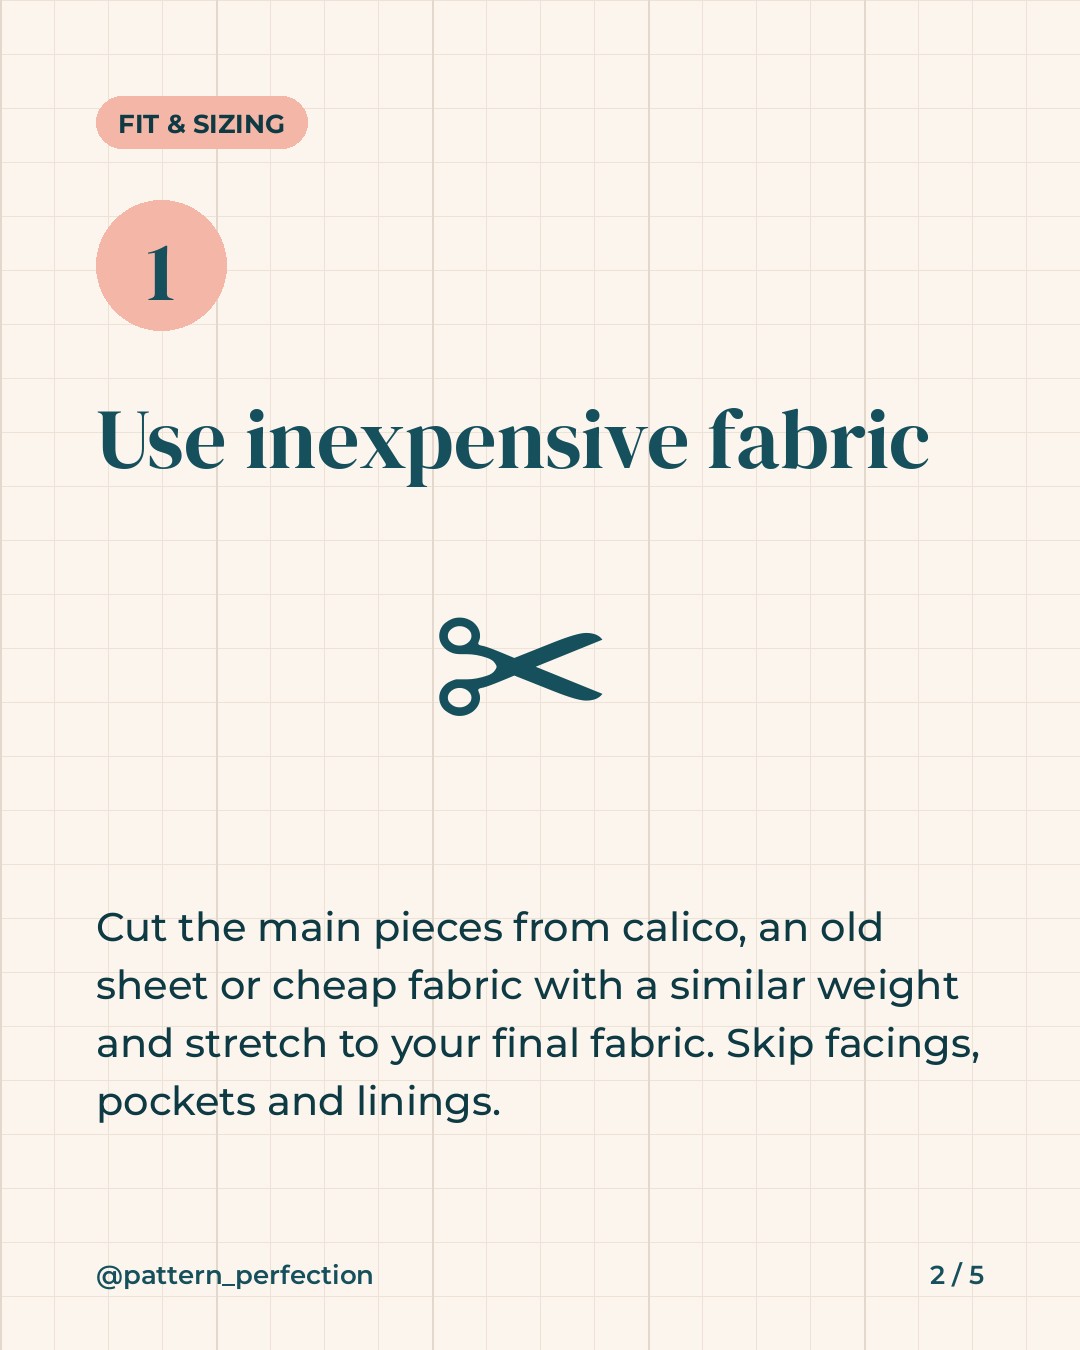 FIT & SIZING
1
Use inexpensive fabric
Cut the main pieces from calico, an old
sheet or cheap fabric with a similar weight
and stretch to your final fabric. Skip facings,
pockets and linings.
@pattern_perfection
2 / 5